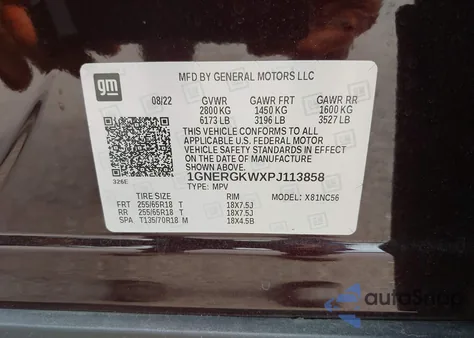 gm
MFD BY GENERAL MOTORS LLC
08/22 GVWR GAWR FRT GAWR RR
2800 KG 1450 KG 1600 KG
6173 LB 3196 LB 3527 LB
THIS VEHICLE CONFORMS TO ALL
APPLICABLE U.S. FEDERAL MOTOR
VEHICLE SAFETY STANDARDS IN EFFECT
ON THE DATE OF MANUFACTURE
SHOWN ABOVE.
1GNERGKWXPJ113858
326E TYPE: MPV MODEL: X81NC56
TIRE SIZE RIM
FRT 255/65R18 T 18X7.5J
RR 255/65R18 T 18X7.5J
SPA T135/70R18 M 18X4.5B
autoSnap